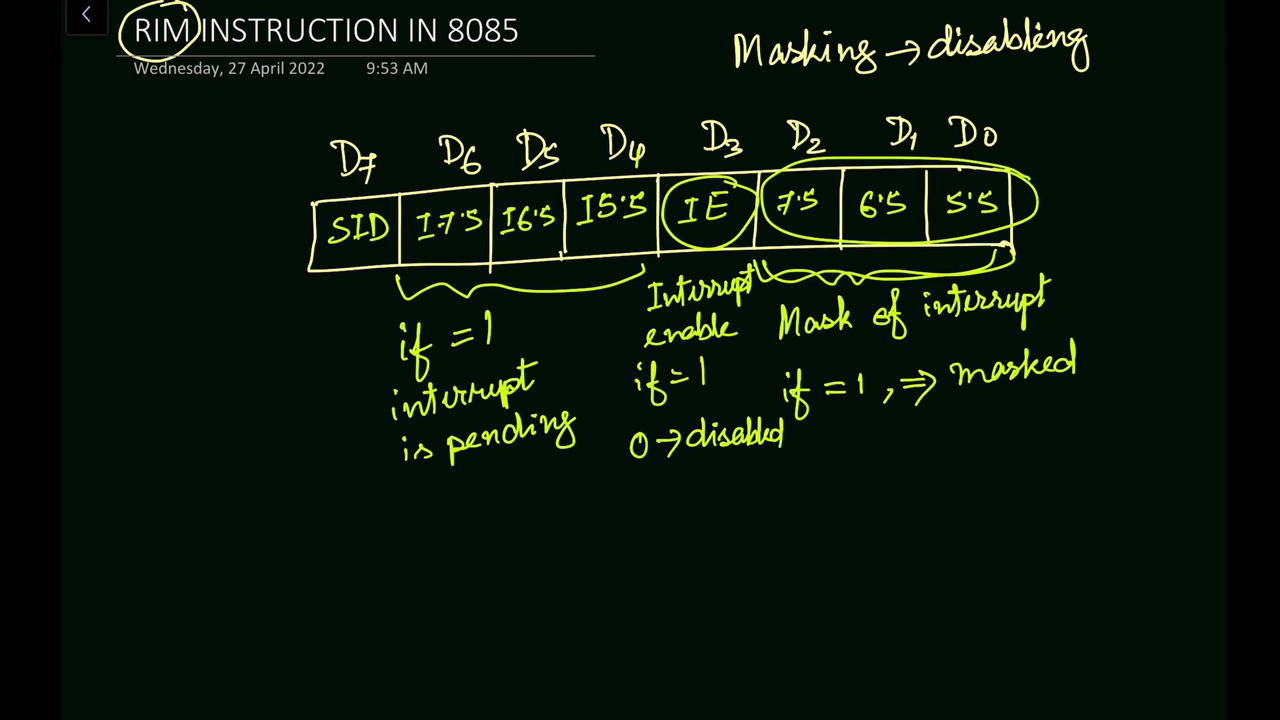 RIM INSTRUCTION IN 8085
Wednesday, 27 April 2022 9:53 AM
Masking → disabling
D7 D6 D5 D4 D3 D2 D1 D0
SID I7.5 I6.5 I5.5 IE 7.5 6.5 5.5
if = 1
interrupt
is pending
Interrupt
enable
if = 1
0 → disabled
Mask of interrupt
if = 1, ⇒ masked